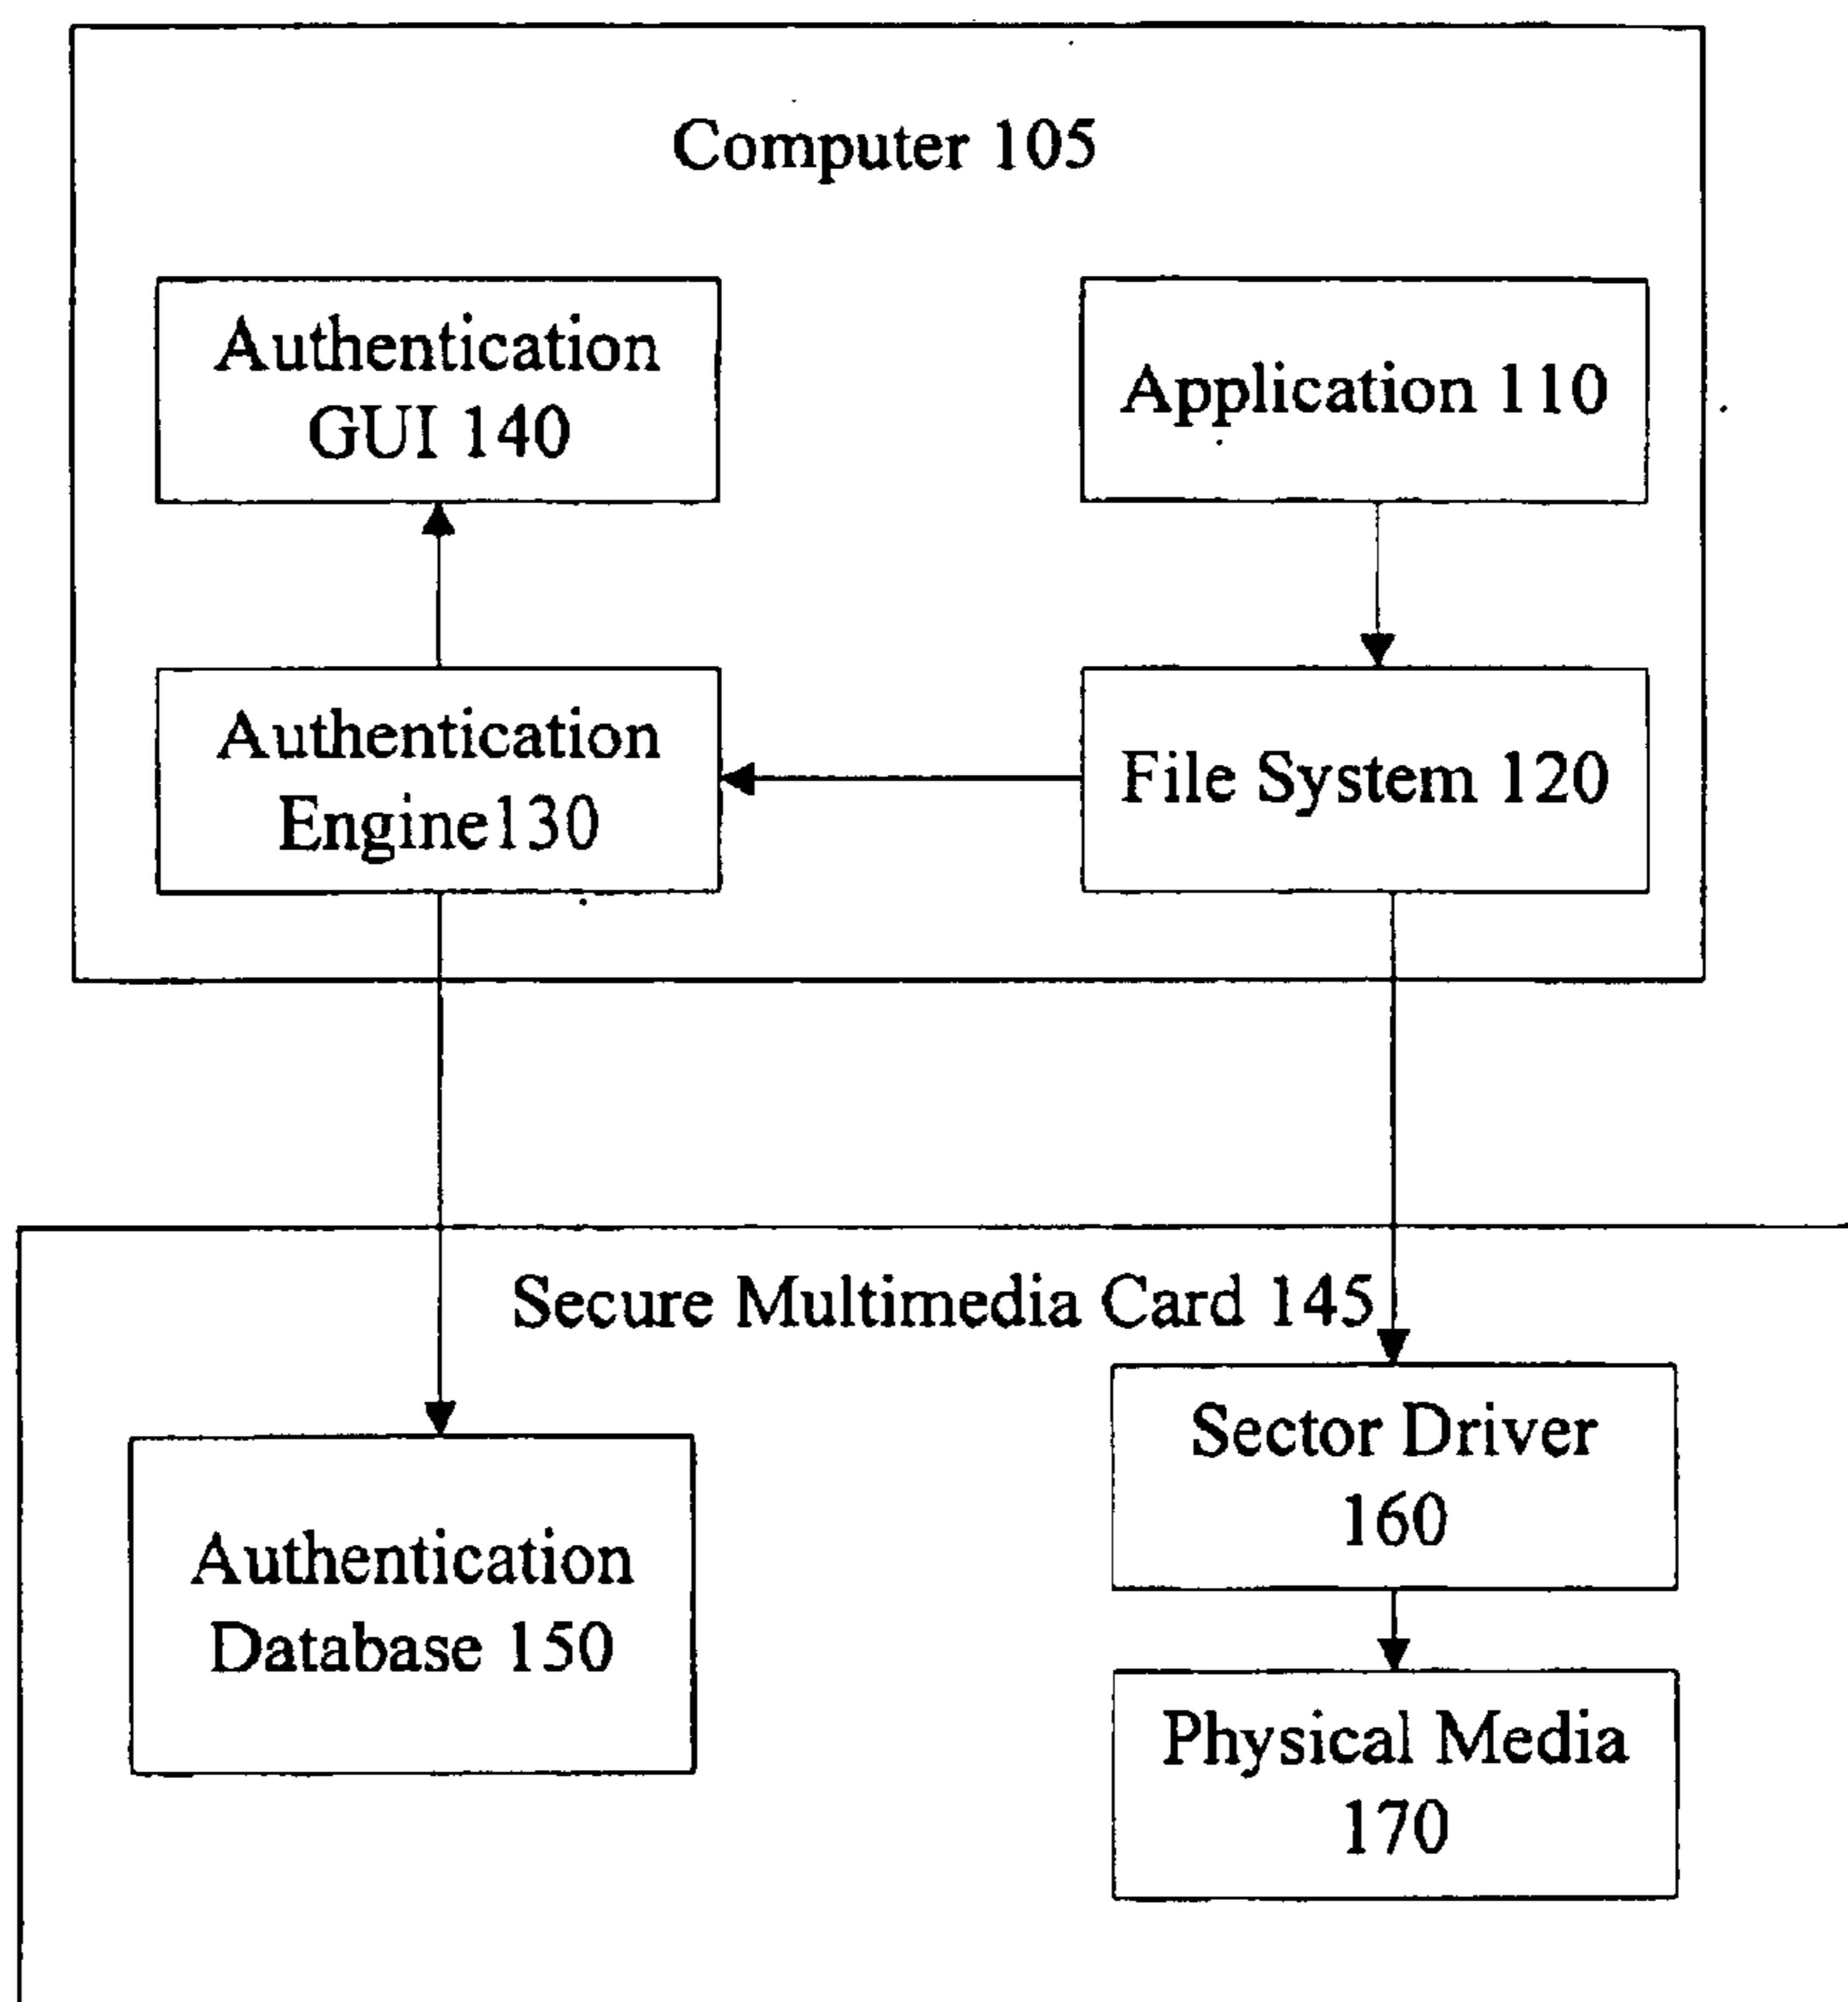 Computer 105
Authentication
GUI 140
Application 110
Authentication
Engine130
File System 120
Secure Multimedia Card 145
Sector Driver
160
Authentication
Database 150
Physical Media
170